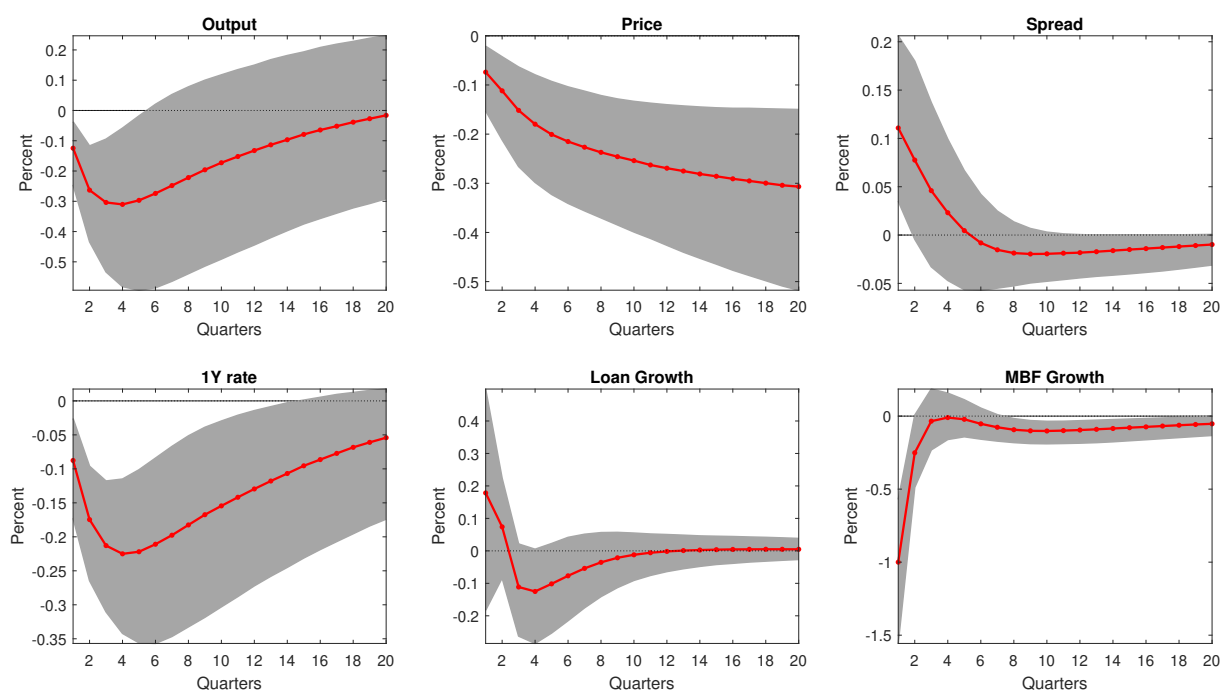 Output
Price
Spread
Percent
0.2
0.1
0
-0.1
-0.2
-0.3
-0.4
-0.5
2 4 6 8 10 12 14 16 18 20
Quarters
Percent
0
-0.1
-0.2
-0.3
-0.4
-0.5
2 4 6 8 10 12 14 16 18 20
Quarters
Percent
0.2
0.15
0.1
0.05
0
-0.05
2 4 6 8 10 12 14 16 18 20
Quarters
1Y rate
Loan Growth
MBF Growth
Percent
0
-0.05
-0.1
-0.15
-0.2
-0.25
-0.3
-0.35
2 4 6 8 10 12 14 16 18 20
Quarters
Percent
0.4
0.3
0.2
0.1
0
-0.1
-0.2
2 4 6 8 10 12 14 16 18 20
Quarters
Percent
0
-0.5
-1
-1.5
2 4 6 8 10 12 14 16 18 20
Quarters